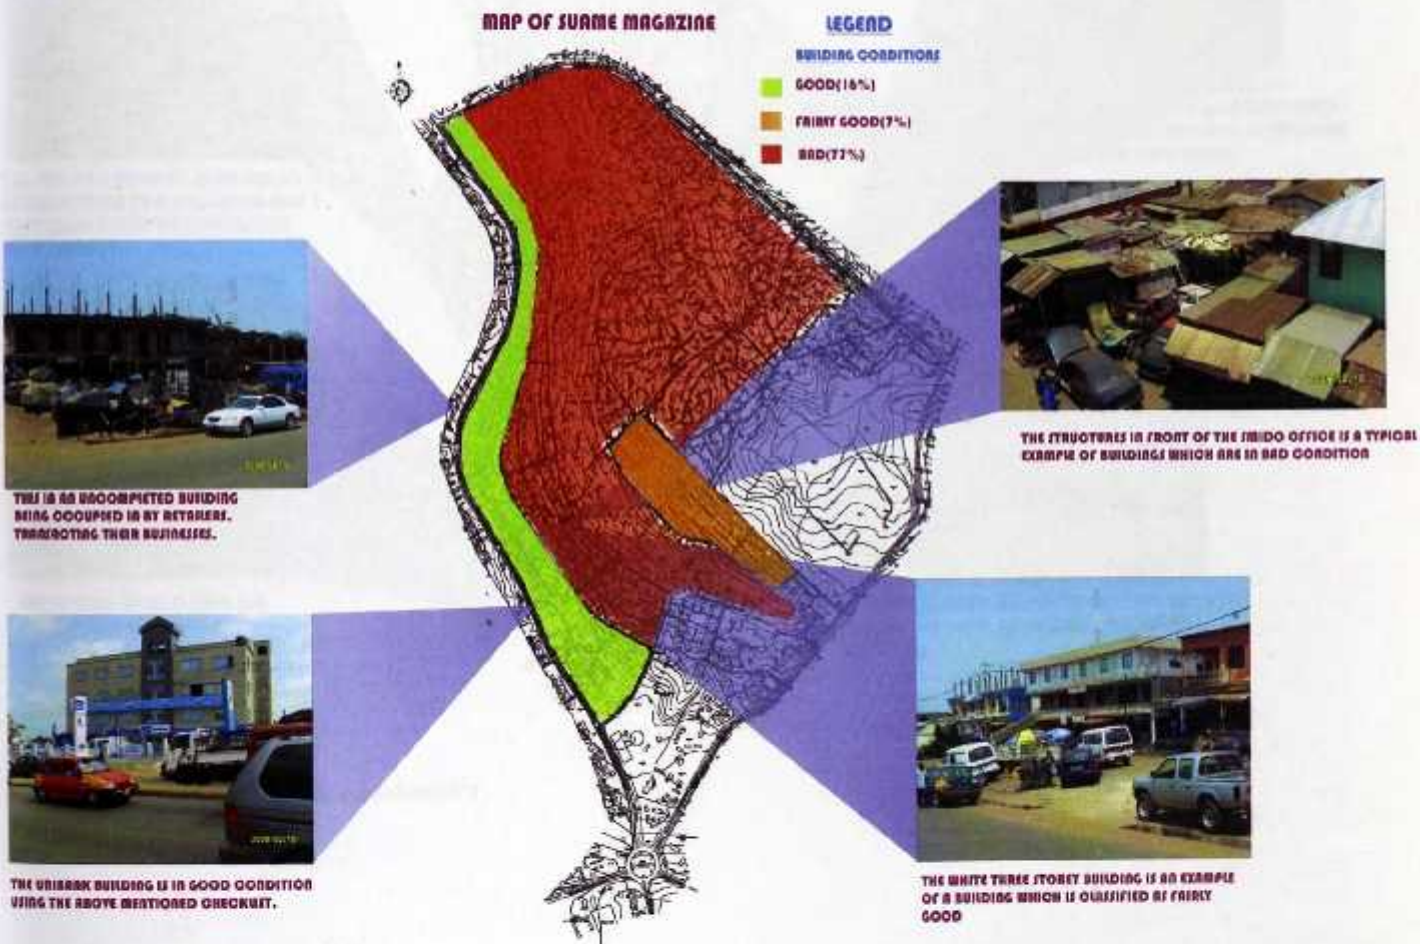 MAP OF SUAME MAGAZINE
LEGEND
BUILDING CONDITIONS
GOOD(16%)
FAIRLY GOOD(7%)
BAD(77%)
THE STRUCTURES IN FRONT OF THE SMIDO OFFICE IS A TYPICAL
EXAMPLE OF BUILDINGS WHICH ARE IN BAD CONDITION
THIS IS AN UNCOMPLETED BUILDING
BEING OCCUPIED IN BY RETAILERS.
TRANSACTING THEIR BUSINESSES.
THE UNIBANK BUILDING IS IN GOOD CONDITION
USING THE ABOVE MENTIONED CHECKLIST.
THE WHITE THREE STOREY BUILDING IS AN EXAMPLE
OF A BUILDING WHICH IS CLASSIFIED AS FAIRLY
GOOD